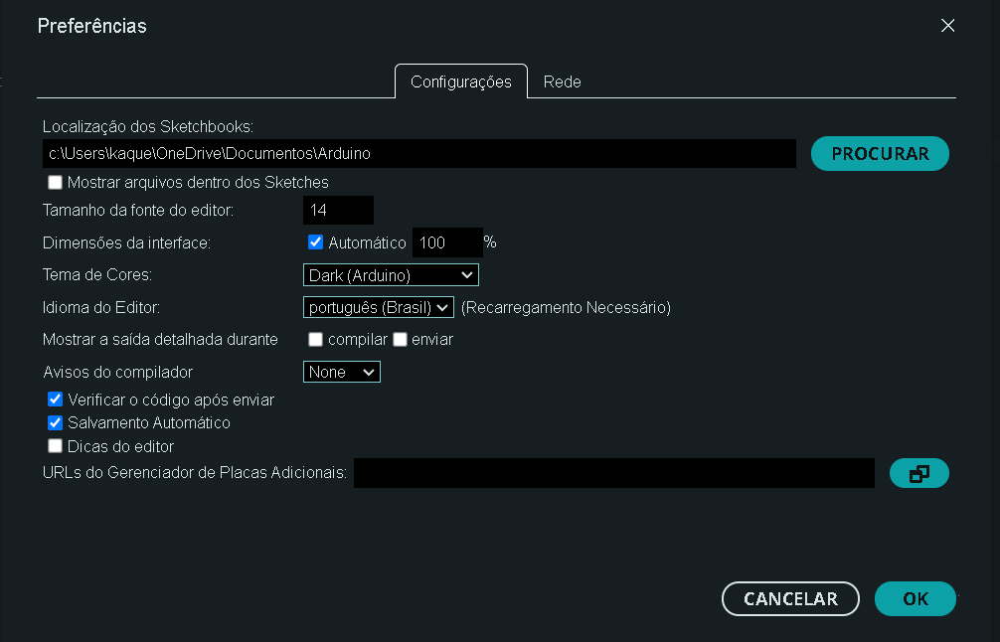 Preferências
Configurações Rede
Localização dos Sketchbooks:
c:\Users\kaque\OneDrive\Documentos\Arduino PROCURAR
Mostrar arquivos dentro dos Sketches
Tamanho da fonte do editor: 14
Dimensões da interface: Automático 100 %
Tema de Cores: Dark (Arduino)
Idioma do Editor: português (Brasil) (Recarregamento Necessário)
Mostrar a saída detalhada durante compilar enviar
Avisos do compilador None
Verificar o código após enviar
Salvamento Automático
Dicas do editor
URLs do Gerenciador de Placas Adicionais:
CANCELAR OK